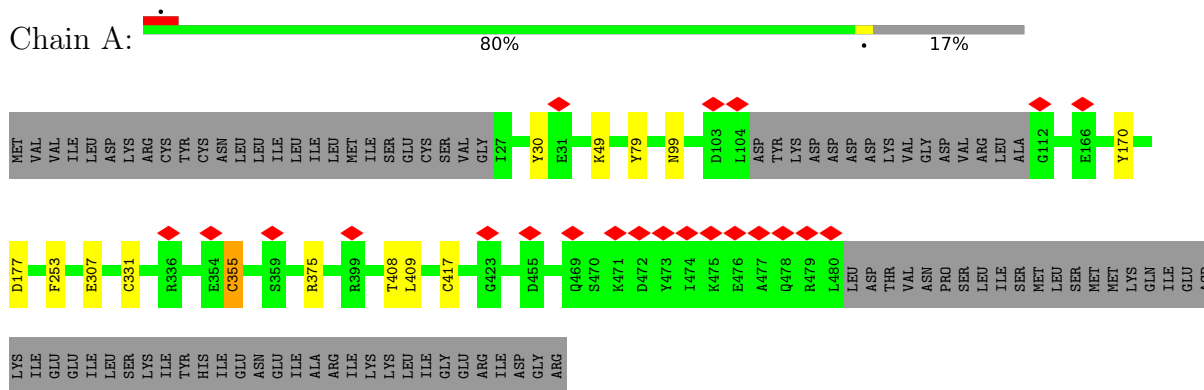 Chain A:
80% 17%
MET VAL VAL ILE LEU ASP LYS ARG CYS TYR CYS ASN LEU LEU ILE LEU ILE LEU MET ILE SER GLU CYS SER VAL GLY I27 Y30 E31 K49 Y79 N99 D103 L104 ASP TYR LYS ASP ASP ASP ASP LYS VAL GLY ASP VAL ARG LEU ALA G112 E166 Y170
D177 F253 E307 C331 R336 E354 C355 S359 R375 R399 T408 L409 C417 G423 D455 Q469 S470 K471 D472 Y473 I474 K475 E476 A477 Q478 R479 L480 LEU ASP THR VAL ASN PRO SER LEU ILE SER MET LEU SER MET MET LYS GLN ILE GLU
LYS ILE GLU GLU ILE LEU SER LYS ILE TYR HIS ILE GLU ASN GLU ILE ALA ARG ILE LYS LYS LEU ILE GLY GLU ARG ILE ASP GLY ARG